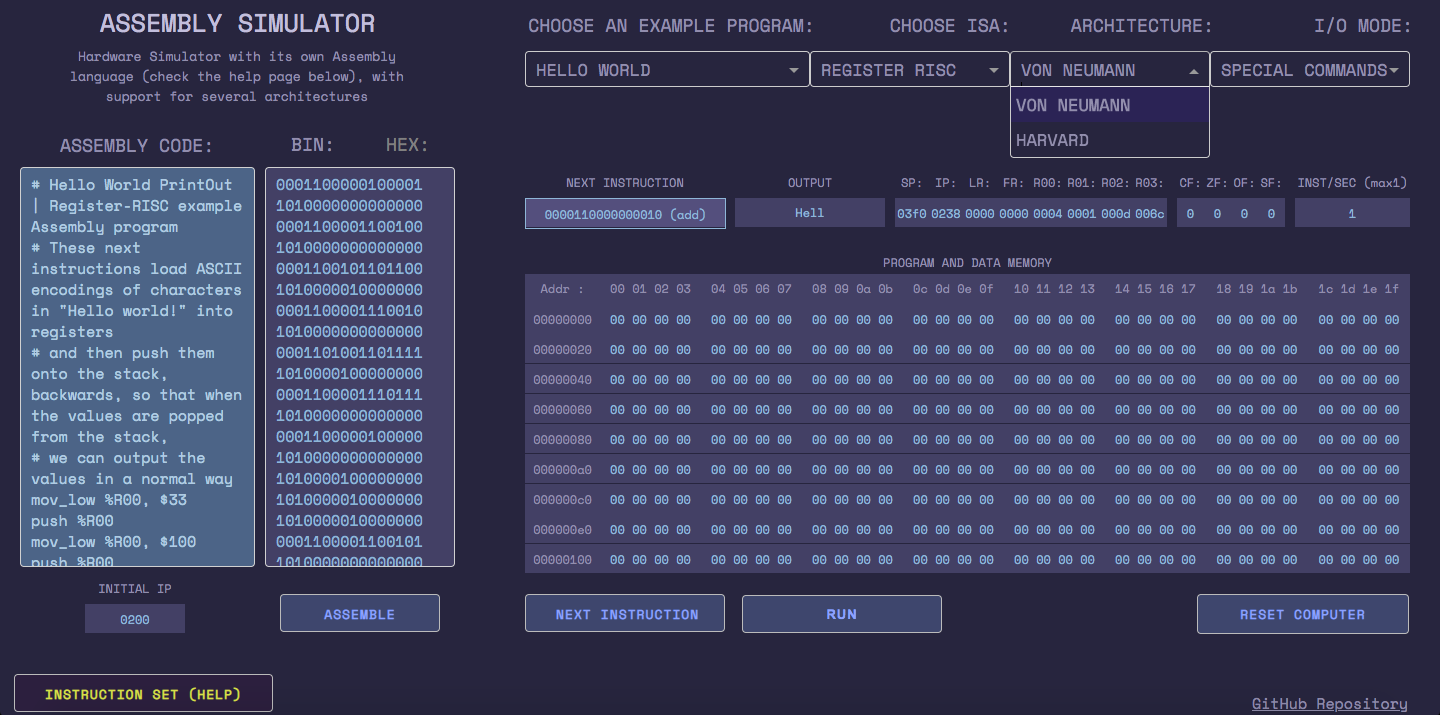 ASSEMBLY SIMULATOR
Hardware Simulator with its own Assembly
language (check the help page below), with
support for several architectures
CHOOSE AN EXAMPLE PROGRAM: CHOOSE ISA: ARCHITECTURE: I/O MODE:
HELLO WORLD REGISTER RISC VON NEUMANN SPECIAL COMMANDS
VON NEUMANN
HARVARD
ASSEMBLY CODE: BIN: HEX:
# Hello World PrintOut
| Register-RISC example
Assembly program
# These next
instructions load ASCII
encodings of characters
in "Hello world!" into
registers
# and then push them
onto the stack,
backwards, so that when
the values are popped
from the stack,
# we can output the
values in a normal way
mov_low %R00, $33
push %R00
mov_low %R00, $100
push %R00
0001100000100001
1010000000000000
0001100001100100
1010000000000000
0001100101101100
1010000010000000
0001100001110010
1010000000000000
0001101001101111
1010000100000000
0001100001110111
1010000000000000
0001100000100000
1010000000000000
1010000100000000
1010000010000000
1010000010000000
0001100001100101
1010000000000000
INITIAL IP
0200
ASSEMBLE
NEXT INSTRUCTION OUTPUT SP: IP: LR: FR: R00: R01: R02: R03: CF: ZF: OF: SF: INST/SEC (max1)
0000110000000010 (add) Hell 03f0 0238 0000 0000 0004 0001 000d 006c 0 0 0 0 1
PROGRAM AND DATA MEMORY
Addr : 00 01 02 03 04 05 06 07 08 09 0a 0b 0c 0d 0e 0f 10 11 12 13 14 15 16 17 18 19 1a 1b 1c 1d 1e 1f
00000000 00 00 00 00 00 00 00 00 00 00 00 00 00 00 00 00 00 00 00 00 00 00 00 00 00 00 00 00 00 00 00 00
00000020 00 00 00 00 00 00 00 00 00 00 00 00 00 00 00 00 00 00 00 00 00 00 00 00 00 00 00 00 00 00 00 00
00000040 00 00 00 00 00 00 00 00 00 00 00 00 00 00 00 00 00 00 00 00 00 00 00 00 00 00 00 00 00 00 00 00
00000060 00 00 00 00 00 00 00 00 00 00 00 00 00 00 00 00 00 00 00 00 00 00 00 00 00 00 00 00 00 00 00 00
00000080 00 00 00 00 00 00 00 00 00 00 00 00 00 00 00 00 00 00 00 00 00 00 00 00 00 00 00 00 00 00 00 00
000000a0 00 00 00 00 00 00 00 00 00 00 00 00 00 00 00 00 00 00 00 00 00 00 00 00 00 00 00 00 00 00 00 00
000000c0 00 00 00 00 00 00 00 00 00 00 00 00 00 00 00 00 00 00 00 00 00 00 00 00 00 00 00 00 00 00 00 00
000000e0 00 00 00 00 00 00 00 00 00 00 00 00 00 00 00 00 00 00 00 00 00 00 00 00 00 00 00 00 00 00 00 00
00000100 00 00 00 00 00 00 00 00 00 00 00 00 00 00 00 00 00 00 00 00 00 00 00 00 00 00 00 00 00 00 00 00
NEXT INSTRUCTION RUN RESET COMPUTER
INSTRUCTION SET (HELP)
GitHub Repository